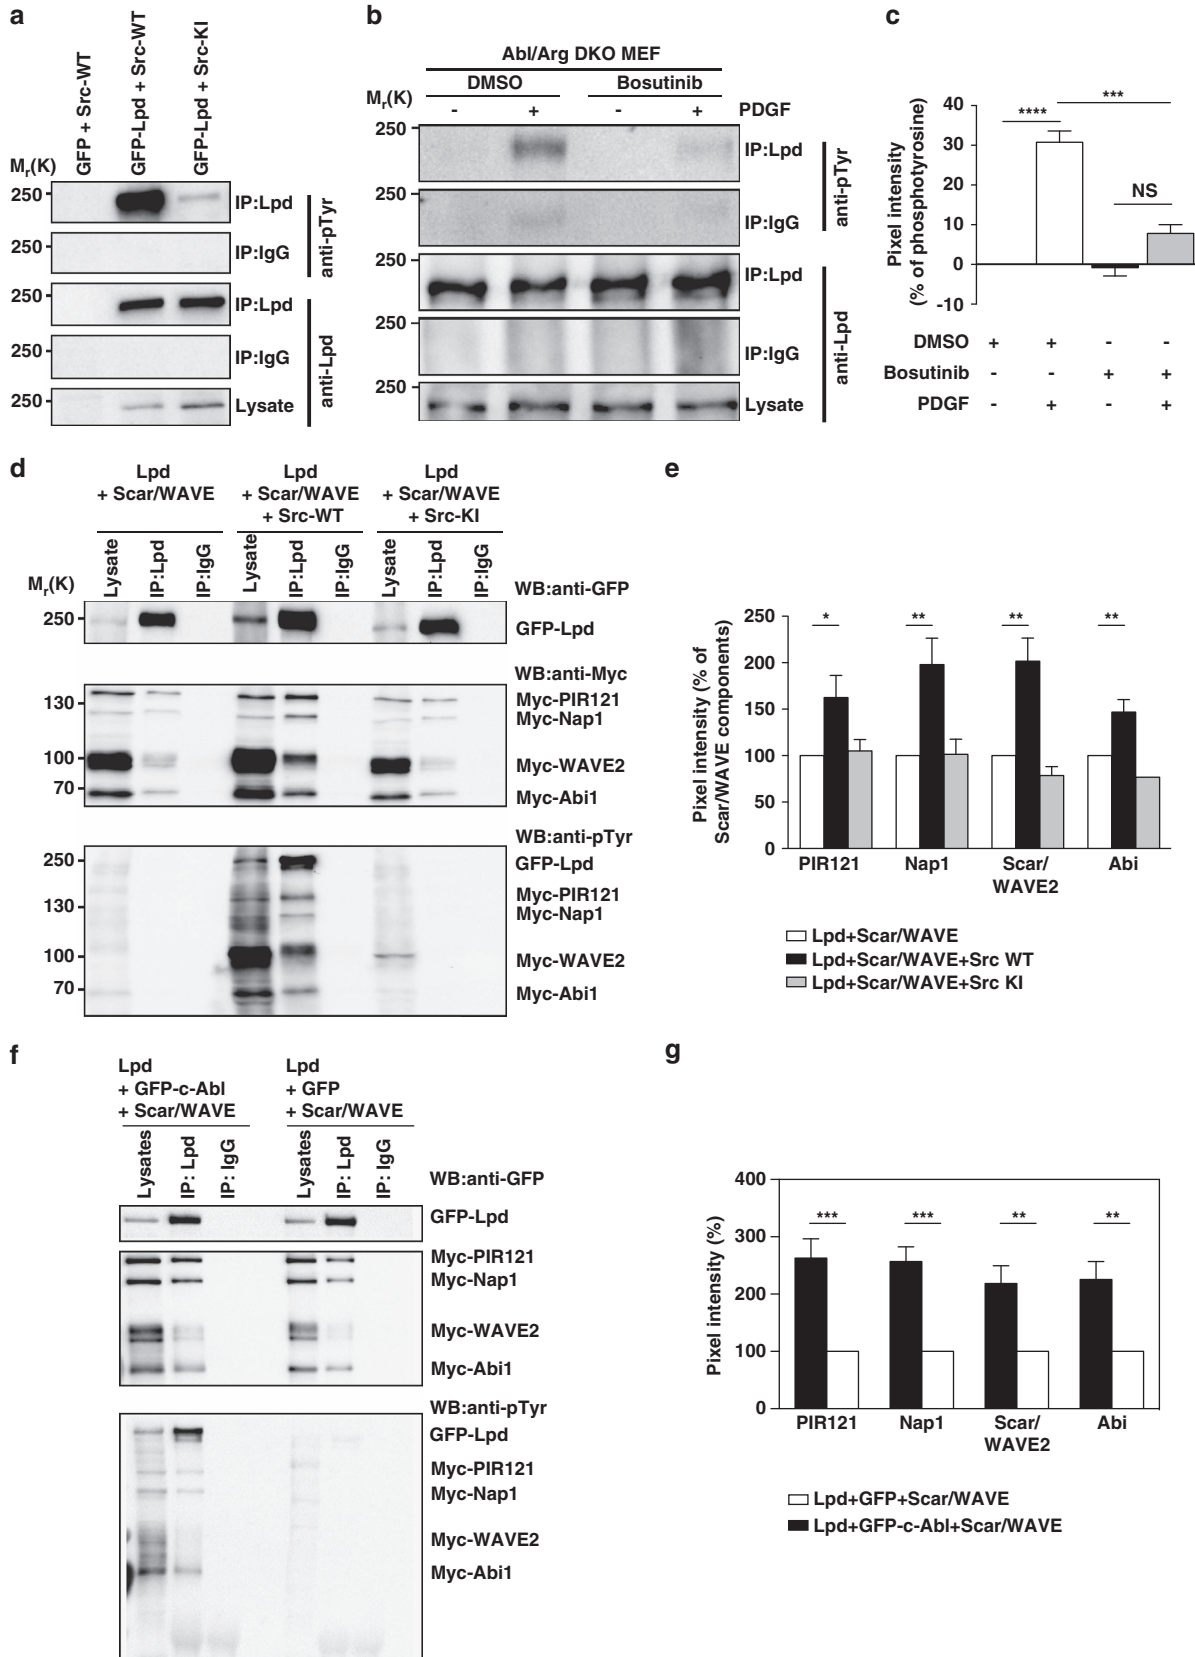 a
GFP + Src-WT
GFP-Lpd + Src-WT
GFP-Lpd + Src-KI
Mr(K)
250
IP:Lpd
250
IP:IgG
anti-pTyr
250
IP:Lpd
250
IP:IgG
250
Lysate
anti-Lpd
b
Abl/Arg DKO MEF
DMSO
Bosutinib
Mr(K)
- + - + PDGF
250
IP:Lpd
250
IP:IgG
anti-pTyr
250
IP:Lpd
250
IP:IgG
250
Lysate
anti-Lpd
c
Pixel intensity
(% of phosphotyrosine)
40
30
20
10
0
-10
****
***
NS
DMSO + + - -
Bosutinib - - + +
PDGF - + - +
d
Lpd
+ Scar/WAVE
Lpd
+ Scar/WAVE
+ Src-WT
Lpd
+ Scar/WAVE
+ Src-KI
Lysate
IP:Lpd
IP:IgG
Lysate
IP:Lpd
IP:IgG
Lysate
IP:Lpd
IP:IgG
Mr(K)
WB:anti-GFP
250
GFP-Lpd
WB:anti-Myc
130
100
70
Myc-PIR121
Myc-Nap1
Myc-WAVE2
Myc-Abi1
WB:anti-pTyr
250
130
100
70
GFP-Lpd
Myc-PIR121
Myc-Nap1
Myc-WAVE2
Myc-Abi1
e
Pixel intensity (% of
Scar/WAVE components)
250
200
150
100
50
0
*
**
**
**
PIR121
Nap1
Scar/
WAVE2
Abi
Lpd+Scar/WAVE
Lpd+Scar/WAVE+Src WT
Lpd+Scar/WAVE+Src KI
f
Lpd
+ GFP-c-Abl
+ Scar/WAVE
Lpd
+ GFP
+ Scar/WAVE
Lysates
IP: Lpd
IP: IgG
Lysates
IP: Lpd
IP: IgG
WB:anti-GFP
GFP-Lpd
Myc-PIR121
Myc-Nap1
Myc-WAVE2
Myc-Abi1
WB:anti-pTyr
GFP-Lpd
Myc-PIR121
Myc-Nap1
Myc-WAVE2
Myc-Abi1
g
Pixel intensity (%)
400
300
200
100
0
***
***
**
**
PIR121
Nap1
Scar/
WAVE2
Abi
Lpd+GFP+Scar/WAVE
Lpd+GFP-c-Abl+Scar/WAVE